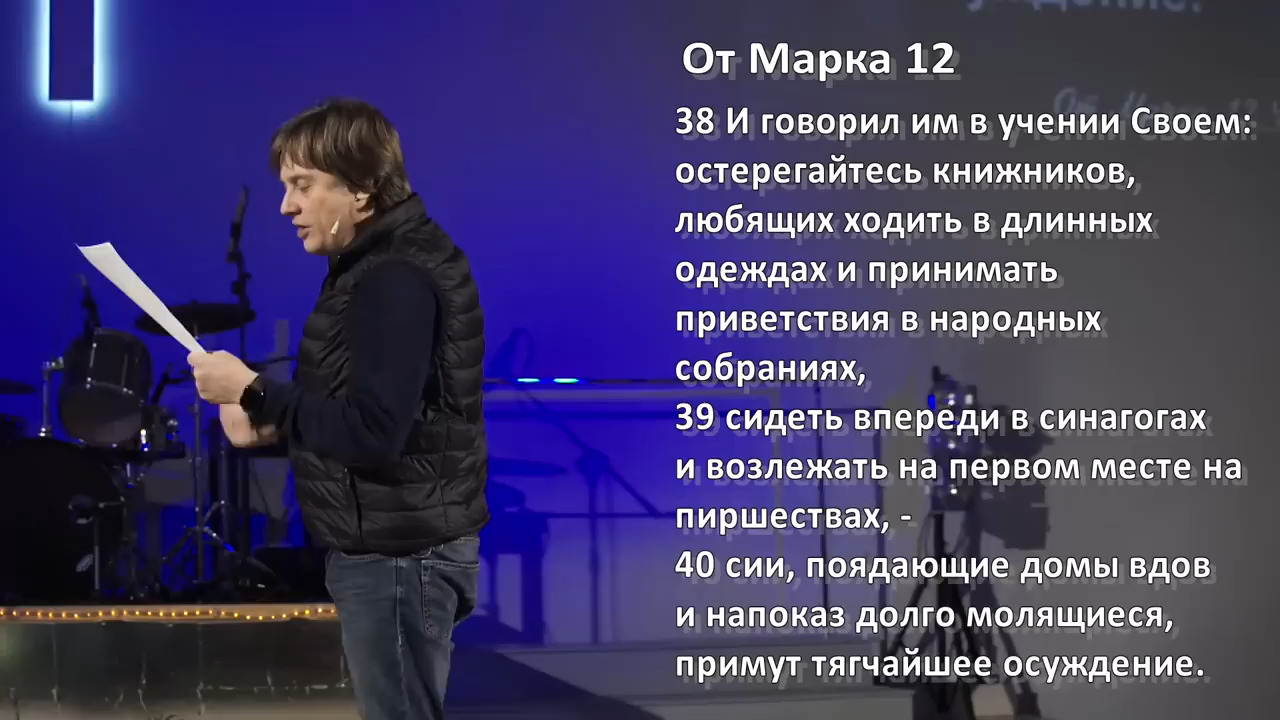 От Марка 12
38 И говорил им в учении Своем:
остерегайтесь книжников,
любящих ходить в длинных
одеждах и принимать
приветствия в народных
собраниях,
39 сидеть впереди в синагогах
и возлежать на первом месте на
пиршествах, -
40 сии, поядающие домы вдов
и напоказ долго молящиеся,
примут тягчайшее осуждение.